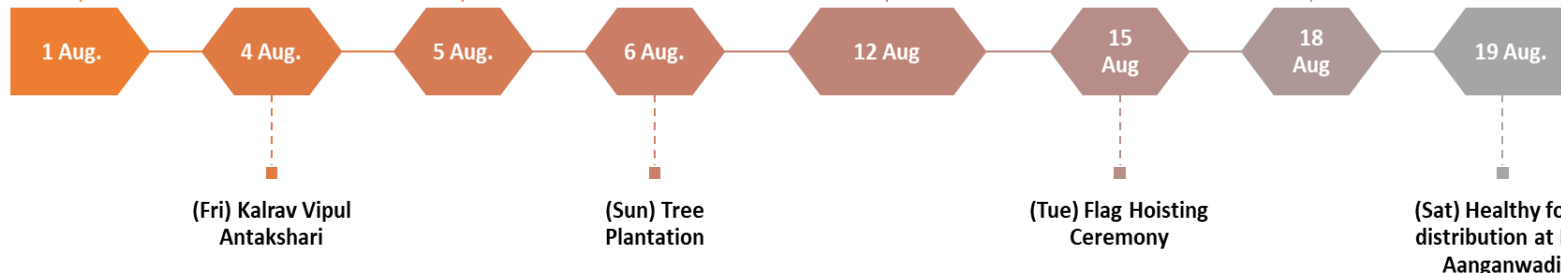 1 Aug.
4 Aug.
5 Aug.
6 Aug.
12 Aug
15
Aug
18
Aug
19 Aug.
(Fri) Kalrav Vipul
Antakshari
(Sun) Tree
Plantation
(Tue) Flag Hoisting
Ceremony
(Sat) Healthy
distribution at
Aanganwadi